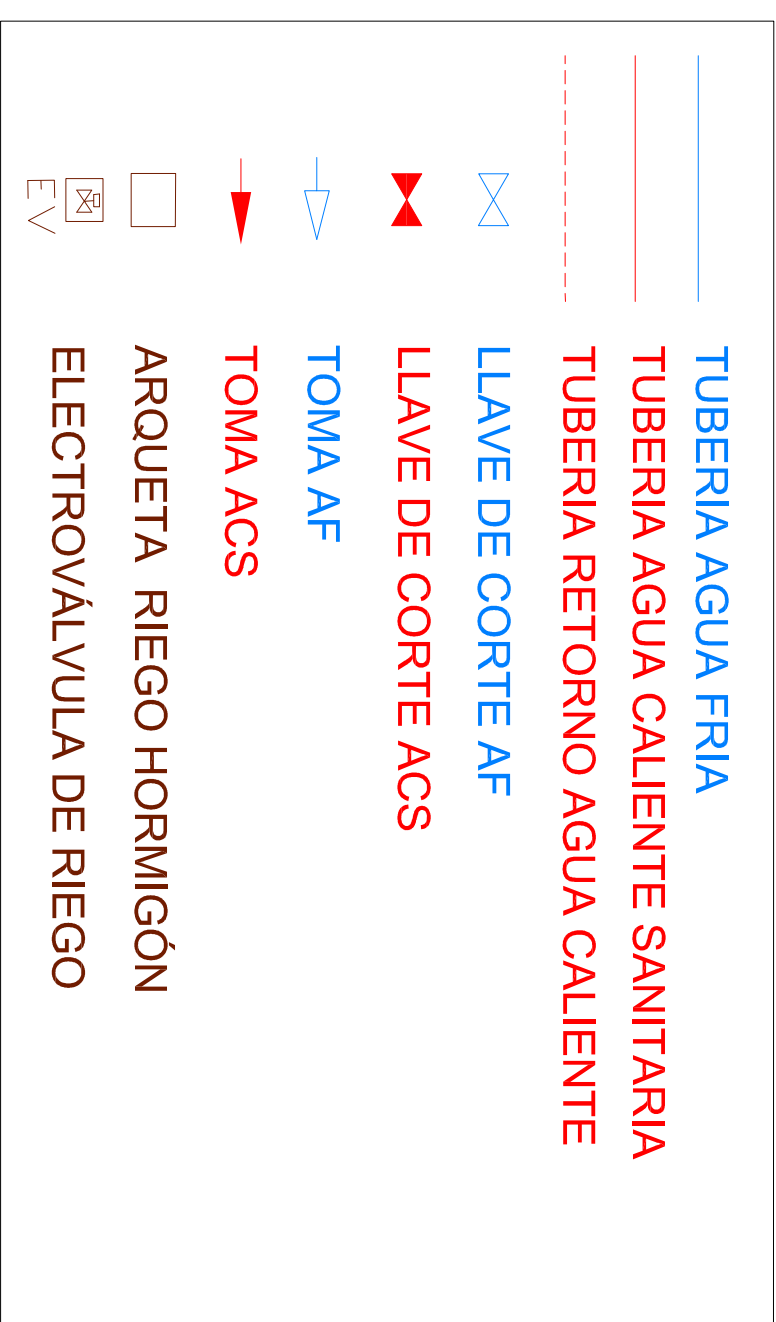 TUBERIA AGUA FRIA
TUBERIA AGUA CALIENTE SANITARIA
TUBERIA RETORNO AGUA CALIENTE
LLAVE DE CORTE AF
LLAVE DE CORTE ACS
TOMA AF
TOMA ACS
ARQUETA RIEGO HORMIGÓN
ELECTROVÁLVULA DE RIEGO
EV